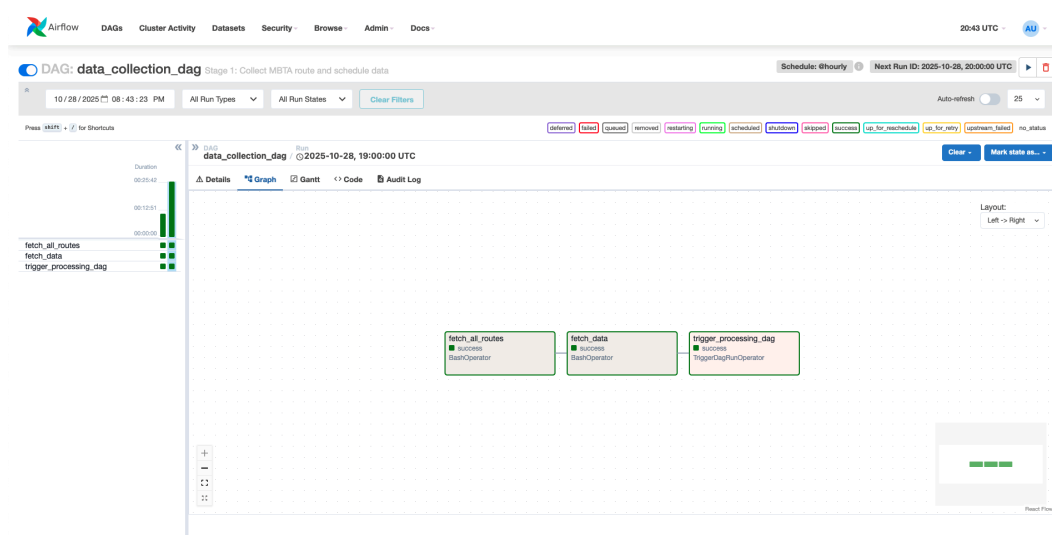 Airflow DAGs Cluster Activity Datasets Security Browse Admin Docs 20:43 UTC AU
DAG: data_collection_dag Stage 1: Collect MBTA route and schedule data Schedule: @hourly Next Run ID: 2025-10-28, 20:00:00 UTC
10/28/2025 08:43:23 PM All Run Types All Run States Clear Filters Auto-refresh 25
Press shift + / for Shortcuts deferred failed queued removed restarting running scheduled shutdown skipped success up_for_reschedule up_for_retry upstream_failed no_status
DAG Run
data_collection_dag / 2025-10-28, 19:00:00 UTC Clear Mark state as...
Duration
00:25:42
00:12:51
00:00:00
fetch_all_routes
fetch_data
trigger_processing_dag
Details Graph Gantt Code Audit Log
Layout:
Left -> Right
fetch_all_routes
success
BashOperator
fetch_data
success
BashOperator
trigger_processing_dag
success
TriggerDagRunOperator
React Flow